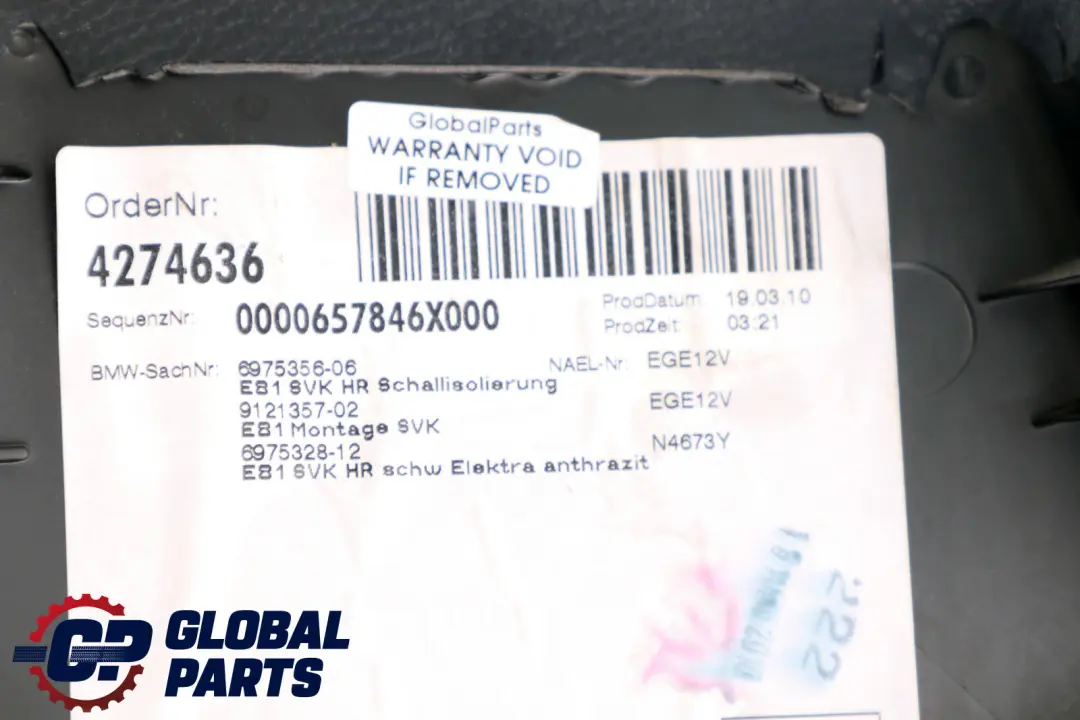 GlobalParts
WARRANTY VOID
IF REMOVED
OrderNr:
4274636
SequenzNr: 0000657846X000
ProdDatum 19.03.10
ProdZeit 03:21
BMW-SachNr: 6975356-06 NAEL-Nr: EGE12V
E81 SVK HR Schallisolierung
9121357-02 EGE12V
E81 Montage SVK
6975328-12 N4673Y
E81 SVK HR schw Elektra anthrazit
222
GP GLOBAL
PARTS